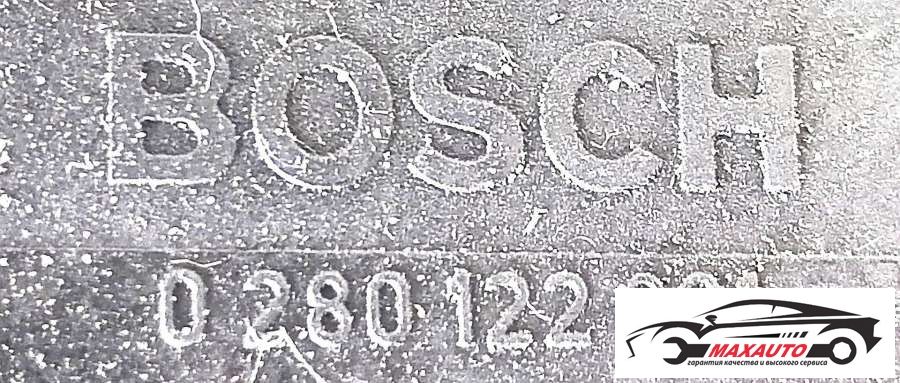 BOSCH
0 280 122
MAXAUTO
гарантия качества и высокого сервиса